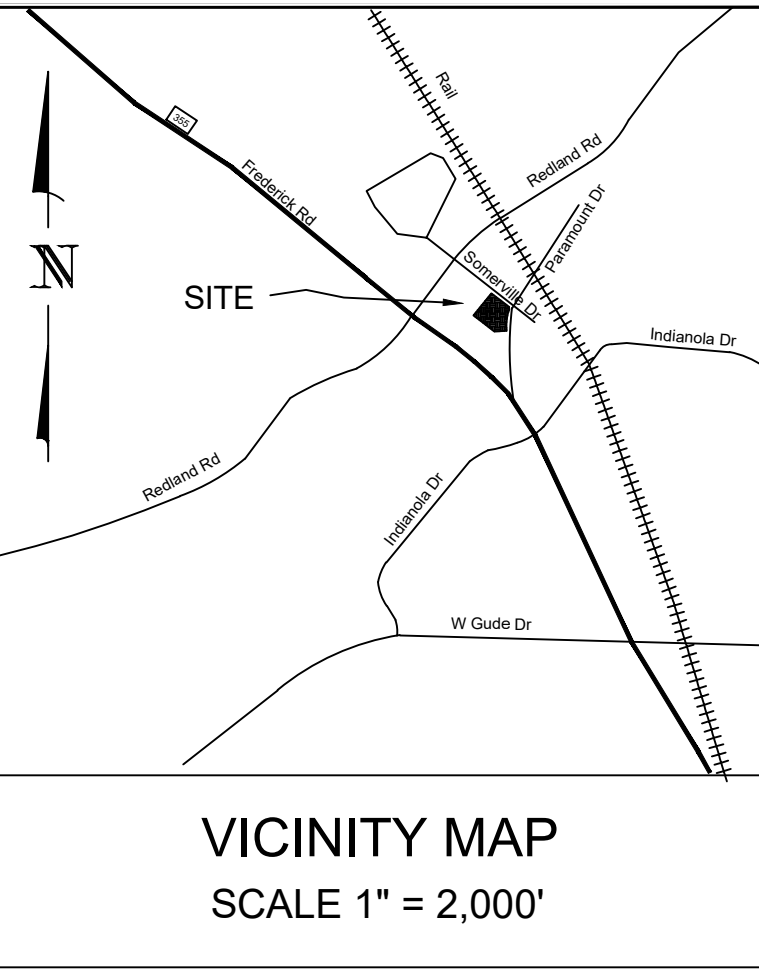 Rail
355
Redland Rd
Frederick Rd
Paramount Dr
N
Somerville Dr
SITE
Indianola Dr
Redland Rd
Indianola Dr
W Gude Dr
VICINITY MAP
SCALE 1" = 2,000'